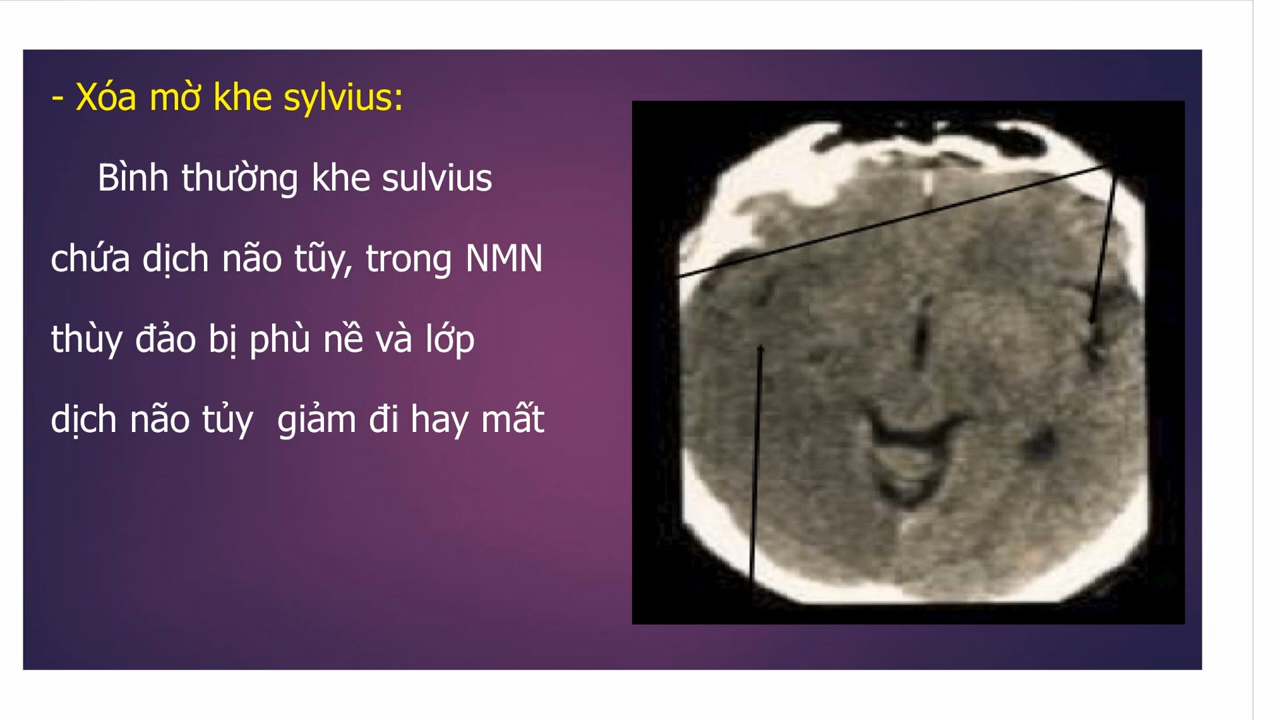 - Xóa mờ khe sylvius:
Bình thường khe sulvius
chứa dịch não tũy, trong NMN
thùy đảo bị phù nề và lớp
dịch não tủy giảm đi hay mất